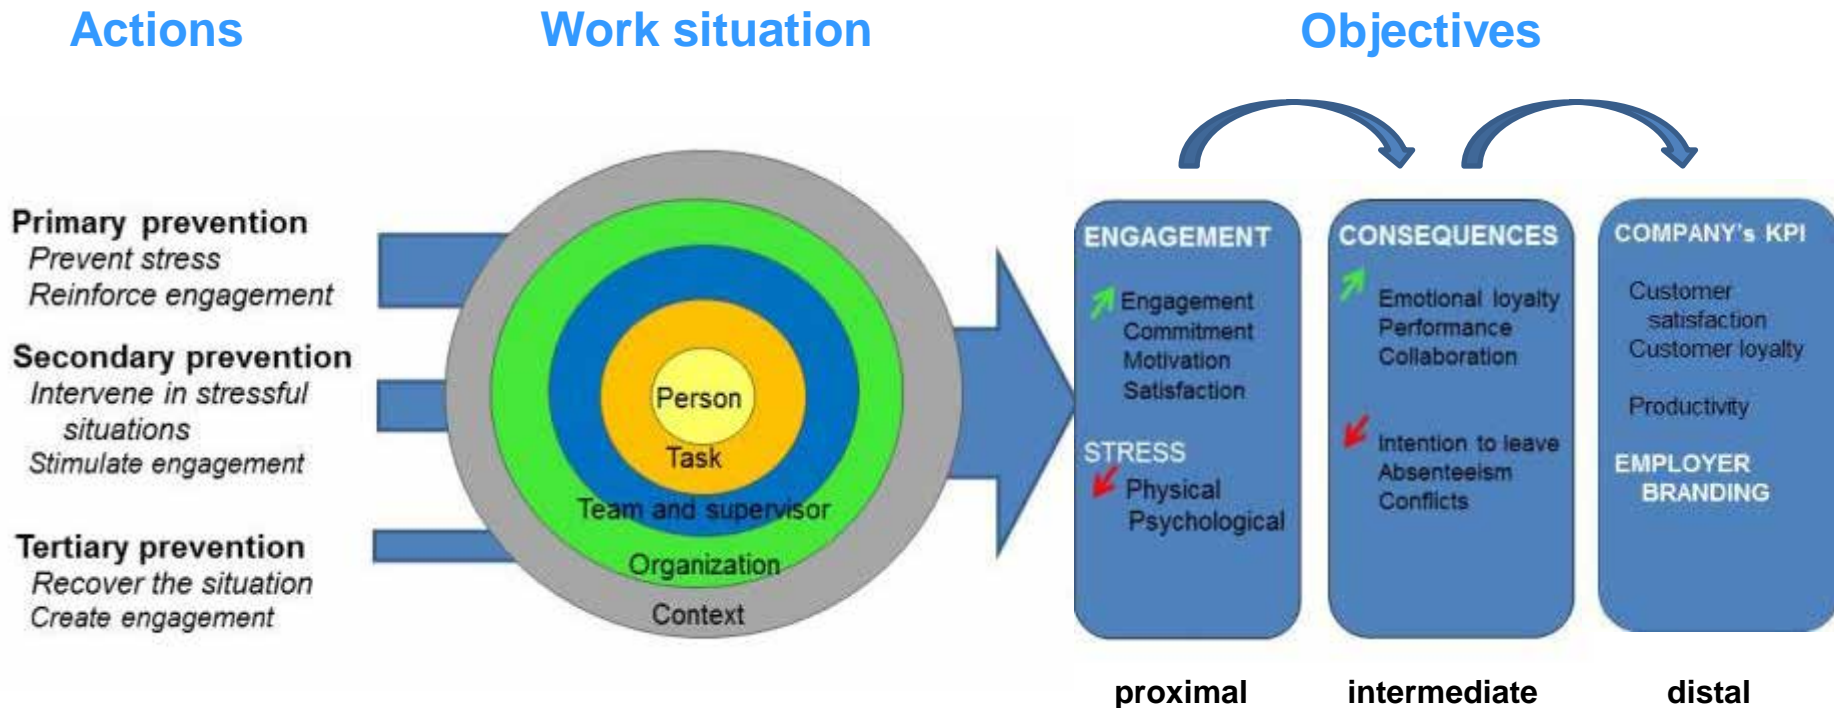 Actions
Work situation
Objectives
Primary prevention
Prevent stress
Reinforce engagement
Secondary prevention
Intervene in stressful
situations
Stimulate engagement
Tertiary prevention
Recover the situation
Create engagement
Person
Task
Team and supervisor
Organization
Context
ENGAGEMENT
Engagement
Commitment
Motivation
Satisfaction
STRESS
Physical
Psychological
proximal
CONSEQUENCES
Emotional loyalty
Performance
Collaboration
Intention to leave
Absenteeism
Conflicts
intermediate
COMPANY's KPI
Customer
satisfaction
Customer loyalty
Productivity
EMPLOYER
BRANDING
distal